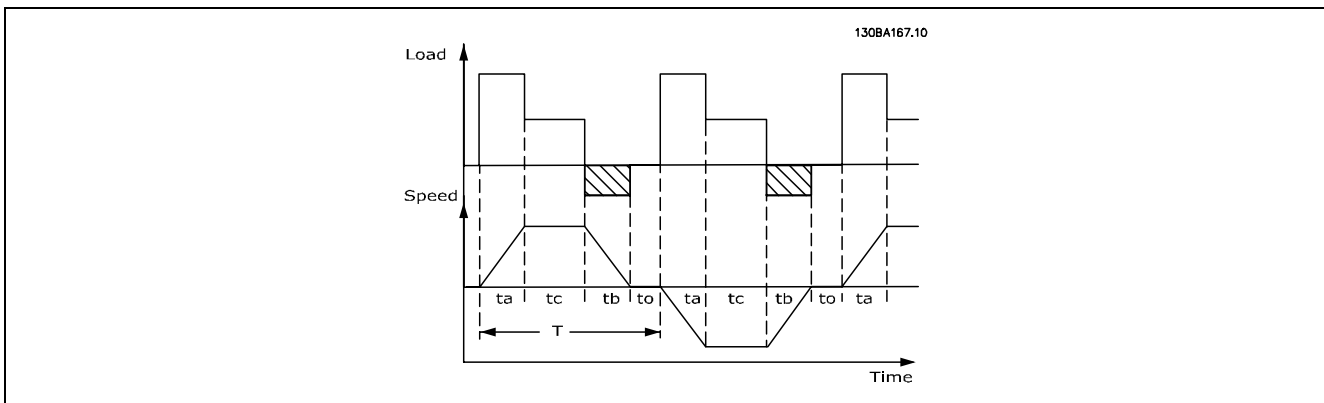 130BA167.10
Load
Speed
ta tc tb to ta tc tb to ta
T
Time